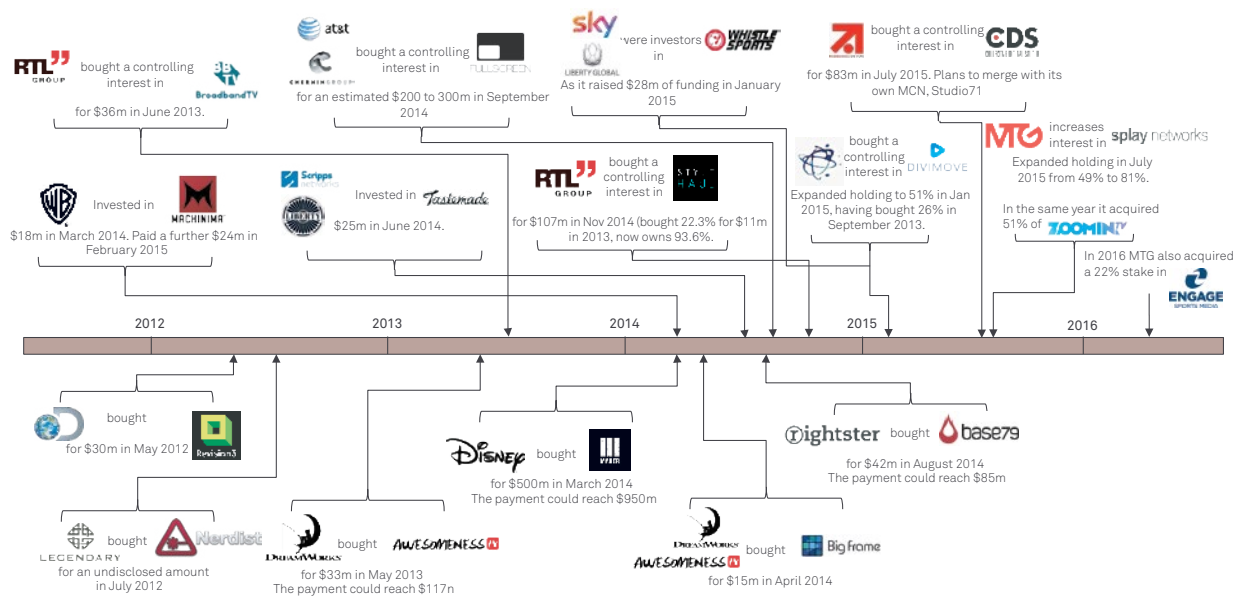 RTL
GROUP
bought a controlling
interest in
BBTV
BroadbandTV
for $36m in June 2013.
at&t
CHERNINGROUP
bought a controlling
interest in
FULLSCREEN
for an estimated $200 to 300m in September
2014
sky
LIBERTY GLOBAL
were investors
in
WHISTLE
SPORTS
As it raised $28m of funding in January
2015
bought a controlling
interest in
CDS
for $83m in July 2015. Plans to merge with its
own MCN, Studio71
WB
Invested in
MACHINIMA
$18m in March 2014. Paid a further $24m in
February 2015
Scripps
networks
LIBERTY
Invested in
Tastemade
$25m in June 2014.
RTL
GROUP
bought a
controlling
interest in
STYLE
HAUL
for $107m in Nov 2014 (bought 22.3% for $11m
in 2013, now owns 93.6%.
bought a
controlling
interest in
DIVIMOVE
Expanded holding to 51% in Jan
2015, having bought 26% in
September 2013.
MTG
increases
interest in
splay networks
Expanded holding in July
2015 from 49% to 81%.
In the same year it acquired
51% of
ZOOMIN.TV
In 2016 MTG also acquired
a 22% stake in
ENGAGE
SPORTS MEDIA
2012
2013
2014
2015
2016
D
bought
Revision3
for $30m in May 2012
LEGENDARY
bought
Nerdist
for an undisclosed amount
in July 2012
DREAMWORKS
bought
AWESOMENESS TV
for $33m in May 2013
The payment could reach $117n
DISNEY
bought
MAKER
for $500m in March 2014
The payment could reach $950m
DREAMWORKS
AWESOMENESS TV
bought
Big frame
for $15m in April 2014
rightster
bought
base79
for $42m in August 2014
The payment could reach $85m